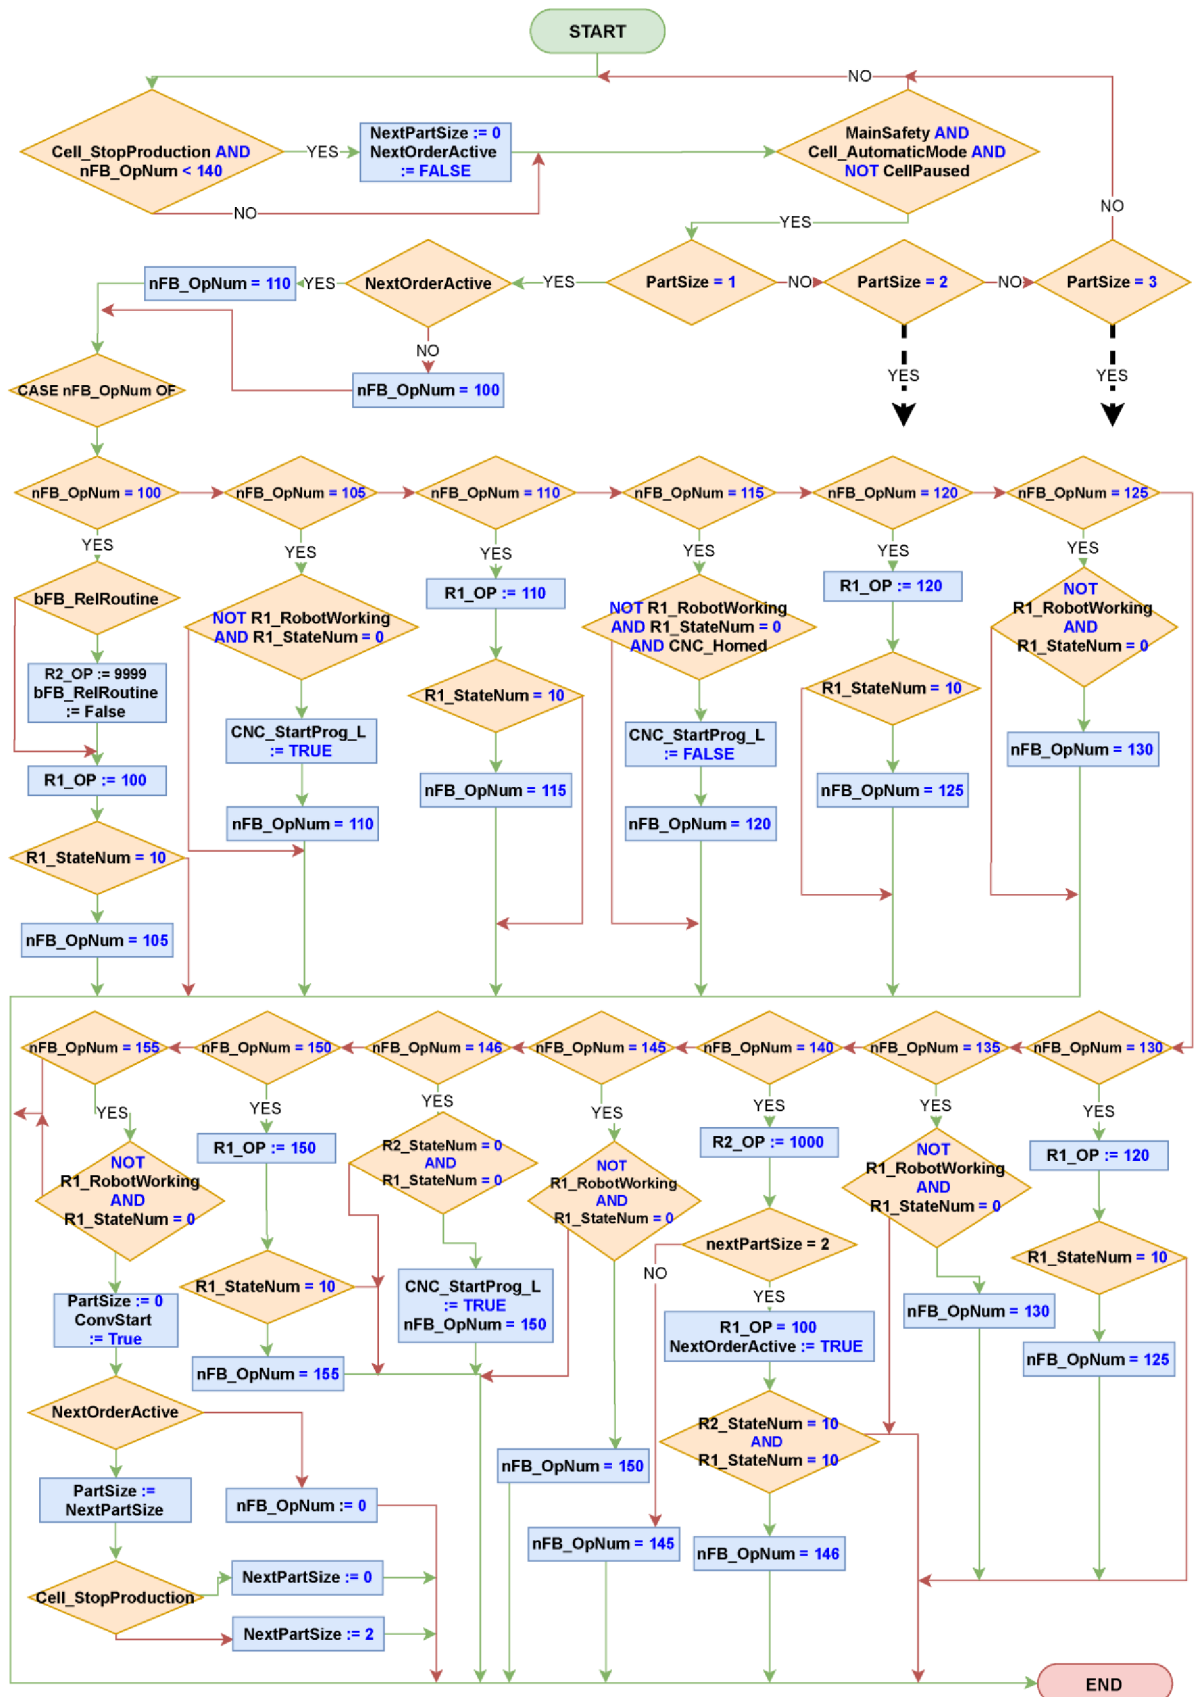 START
NO
Cell_StopProduction AND
nFB_OpNum < 140
YES
NextPartSize := 0
NextOrderActive
:= FALSE
MainSafety AND
Cell_AutomaticMode AND
NOT CellPaused
NO
NO
YES
nFB_OpNum = 110
YES
NextOrderActive
YES
PartSize = 1
NO
PartSize = 2
NO
PartSize = 3
NO
CASE nFB_OpNum OF
nFB_OpNum = 100
YES
YES
nFB_OpNum = 100
nFB_OpNum = 105
nFB_OpNum = 110
nFB_OpNum = 115
nFB_OpNum = 120
nFB_OpNum = 125
YES
YES
YES
YES
YES
YES
bFB_RelRoutine
R2_OP := 9999
bFB_RelRoutine
:= False
R1_OP := 100
R1_StateNum = 10
nFB_OpNum = 105
NOT R1_RobotWorking
AND R1_StateNum = 0
CNC_StartProg_L
:= TRUE
nFB_OpNum = 110
R1_OP := 110
R1_StateNum = 10
nFB_OpNum = 115
NOT R1_RobotWorking
AND R1_StateNum = 0
AND CNC_Homed
CNC_StartProg_L
:= FALSE
nFB_OpNum = 120
R1_OP := 120
R1_StateNum = 10
nFB_OpNum = 125
NOT
R1_RobotWorking
AND
R1_StateNum = 0
nFB_OpNum = 130
nFB_OpNum = 155
nFB_OpNum = 150
nFB_OpNum = 146
nFB_OpNum = 145
nFB_OpNum = 140
nFB_OpNum = 135
nFB_OpNum = 130
YES
YES
YES
YES
YES
YES
YES
NOT
R1_RobotWorking
AND
R1_StateNum = 0
PartSize := 0
ConvStart
:= True
NextOrderActive
PartSize :=
NextPartSize
Cell_StopProduction
R1_OP := 150
R1_StateNum = 10
nFB_OpNum = 155
nFB_OpNum := 0
NextPartSize := 0
NextPartSize := 2
R2_StateNum = 0
AND
R1_StateNum = 0
CNC_StartProg_L
:= TRUE
nFB_OpNum = 150
NOT
R1_RobotWorking
AND
R1_StateNum = 0
nFB_OpNum = 150
nFB_OpNum = 145
R2_OP := 1000
nextPartSize = 2
NO
YES
R1_OP = 100
NextOrderActive := TRUE
R2_StateNum = 10
AND
R1_StateNum = 10
nFB_OpNum = 146
NOT
R1_RobotWorking
AND
R1_StateNum = 0
nFB_OpNum = 130
R1_OP := 120
R1_StateNum = 10
nFB_OpNum = 125
END